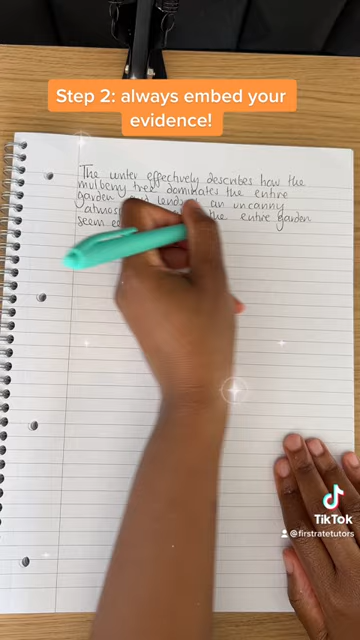 Step 2: always embed your
evidence!
The writer effectively describes how the
mulberry tree dominates the entire
garden and lends an uncanny
the entire garden
seem
TikTok
@firstratetutors